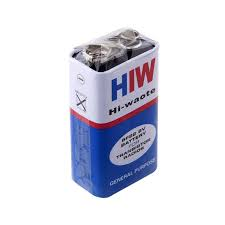 HIW
Hi-waote
6F22 9V
BATTERY
FOR
TRANSISTOR
RADIOS
GENERAL PURPOSE